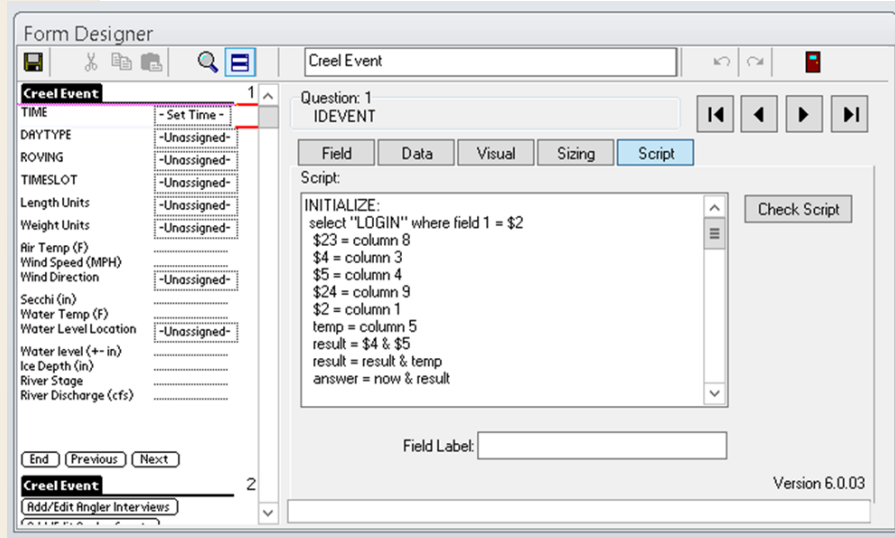 Form Designer
Creel Event
Creel Event 1
TIME - Set Time -
DAYTYPE -Unassigned-
ROVING -Unassigned-
TIMESLOT -Unassigned-
Length Units -Unassigned-
Weight Units -Unassigned-
Air Temp (F)
Wind Speed (MPH)
Wind Direction -Unassigned-
Secchi (in)
Water Temp (F)
Water Level Location -Unassigned-
Water level (+- in)
Ice Depth (in)
River Stage
River Discharge (cfs)
End Previous Next
Creel Event 2
Add/Edit Angler Interviews
Question: 1
IDEVENT
Field Data Visual Sizing Script
Script:
INITIALIZE:
select "LOGIN" where field 1 = $2
$23 = column 8
$4 = column 3
$5 = column 4
$24 = column 9
$2 = column 1
temp = column 5
result = $4 & $5
result = result & temp
answer = now & result
Check Script
Field Label:
Version 6.0.03